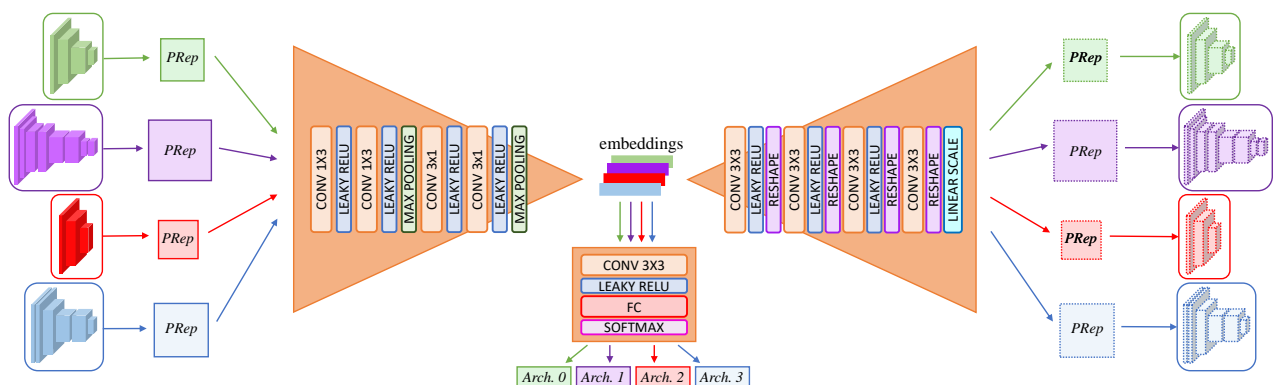 PRep
PRep
PRep
PRep
CONV 1X3
LEAKY RELU
CONV 1X3
LEAKY RELU
MAX POOLING
CONV 3x1
LEAKY RELU
CONV 3x1
LEAKY RELU
MAX POOLING
embeddings
CONV 3X3
LEAKY RELU
FC
SOFTMAX
Arch. 0
Arch. 1
Arch. 2
Arch. 3
CONV 3X3
LEAKY RELU
RESHAPE
CONV 3X3
LEAKY RELU
RESHAPE
CONV 3X3
LEAKY RELU
RESHAPE
CONV 3X3
RESHAPE
LINEAR SCALE
PRep
PRep
PRep
PRep